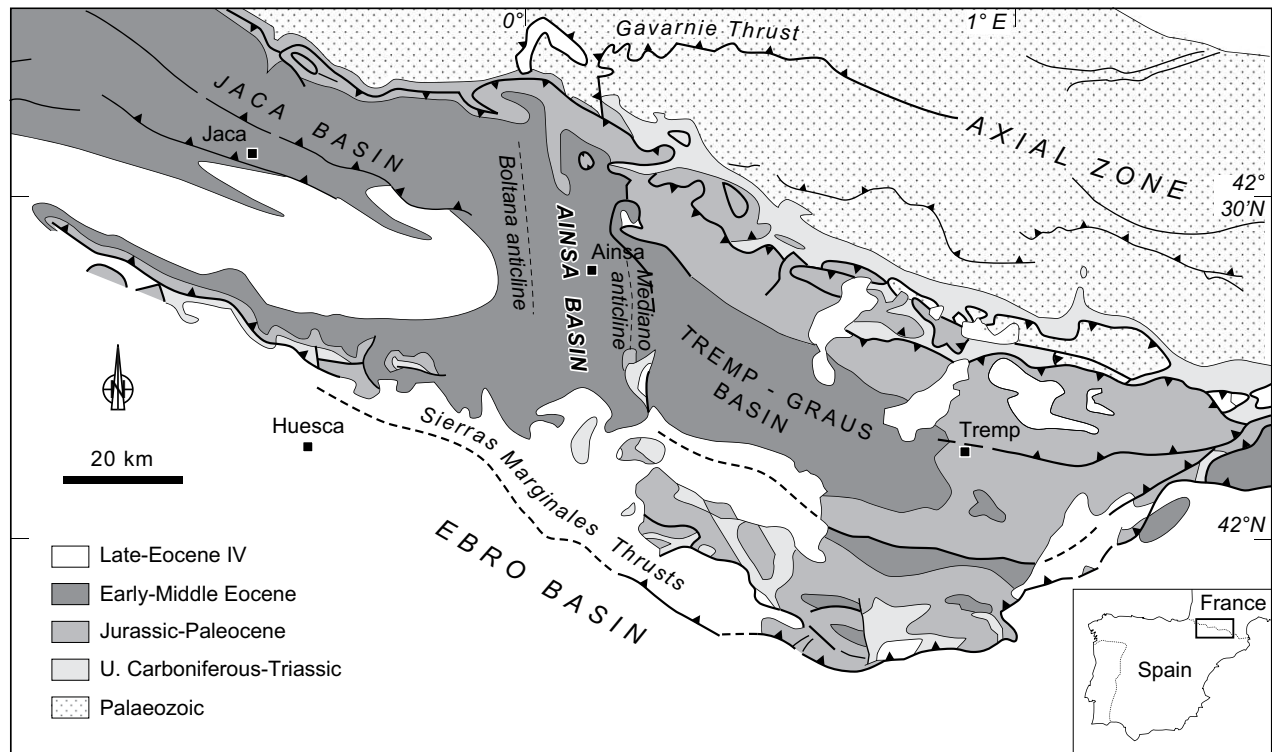 0°
1° E
Gavarnie Thrust
JACA BASIN
AXIAL ZONE
Jaca
42°
30'N
Boltana anticline
AINSA BASIN
Ainsa
Mediano
anticline
TREMP - GRAUS
BASIN
N
Huesca
Sierras Marginales Thrusts
Tremp
20 km
EBRO BASIN
42°N
Late-Eocene IV
Early-Middle Eocene
Jurassic-Paleocene
U. Carboniferous-Triassic
Palaeozoic
France
Spain